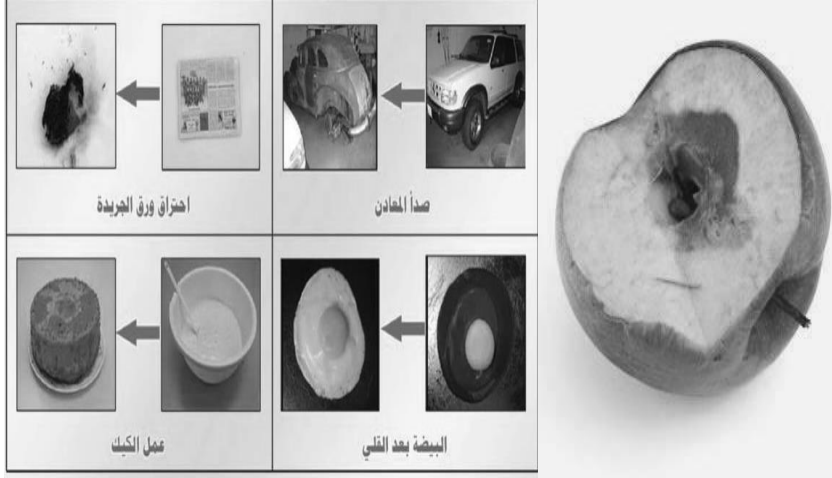 صدأ المعادن
احتراق ورق الجريدة
البيضة بعد القلي
عمل الكيك